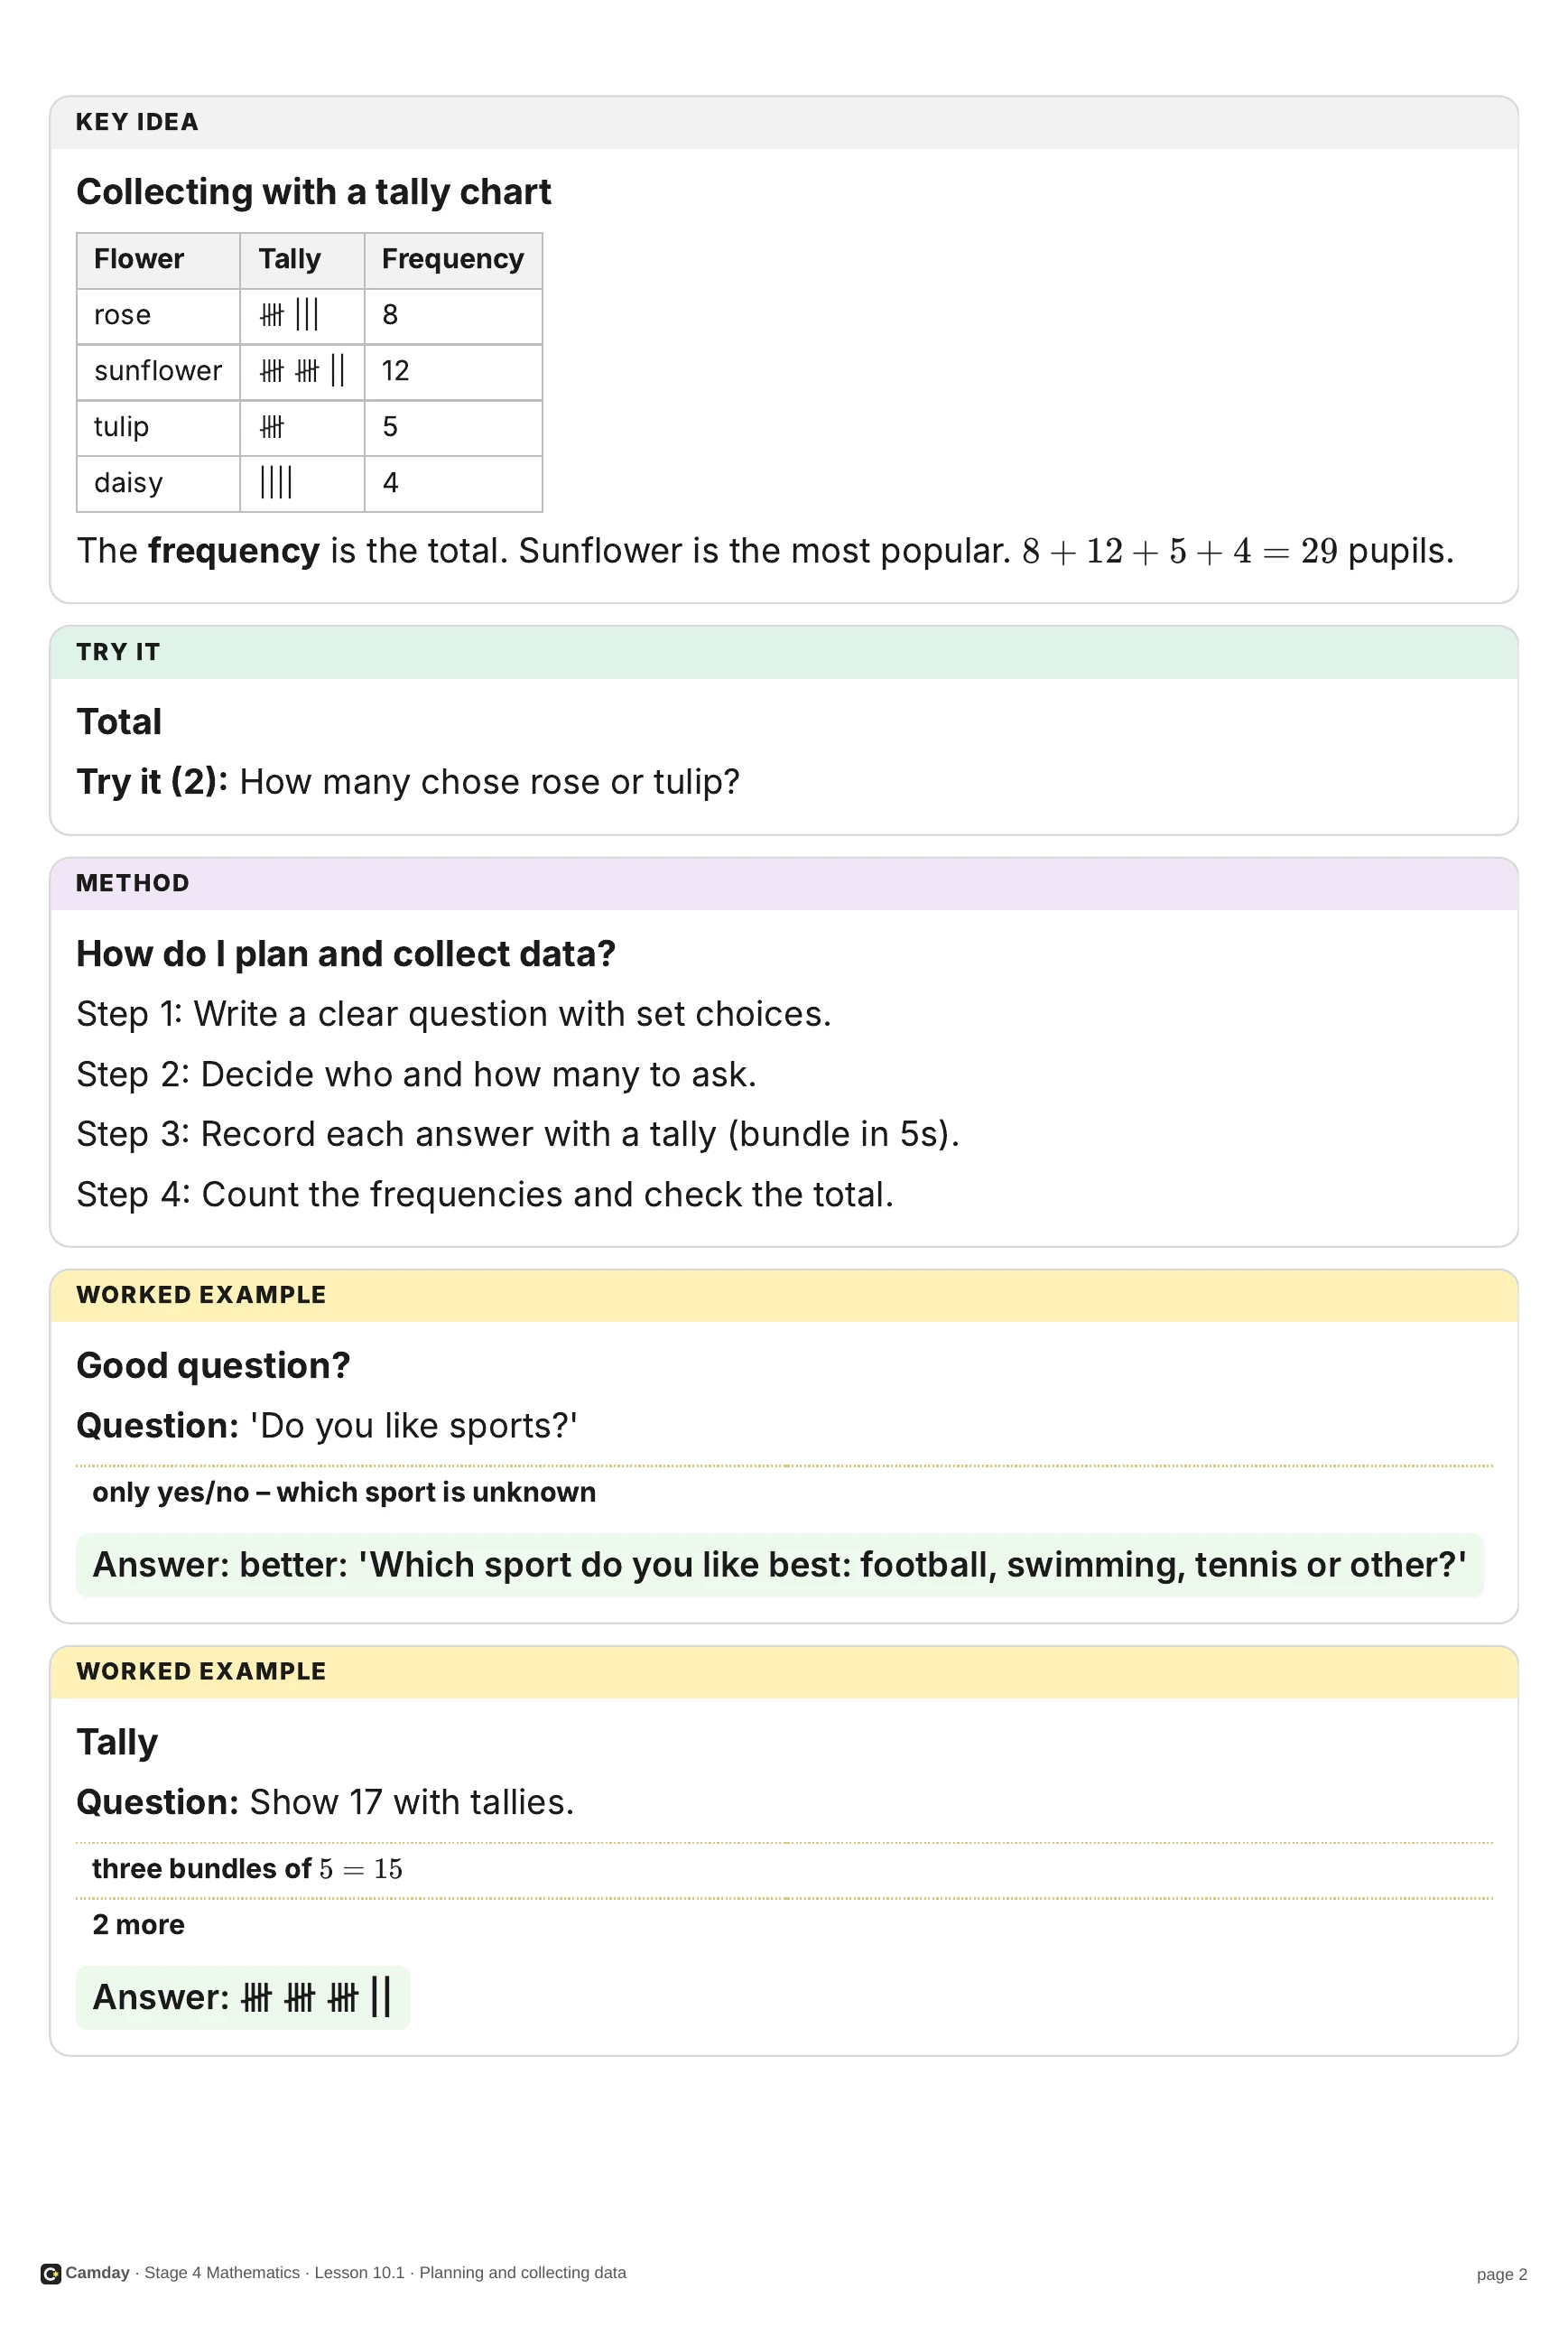 KEY IDEA
Collecting with a tally chart
Flower Tally Frequency
rose 卌 ||| 8
sunflower 卌 卌 || 12
tulip 卌 5
daisy |||| 4
The frequency is the total. Sunflower is the most popular. 8 + 12 + 5 + 4 = 29 pupils.
TRY IT
Total
Try it (2): How many chose rose or tulip?
METHOD
How do I plan and collect data?
Step 1: Write a clear question with set choices.
Step 2: Decide who and how many to ask.
Step 3: Record each answer with a tally (bundle in 5s).
Step 4: Count the frequencies and check the total.
WORKED EXAMPLE
Good question?
Question: 'Do you like sports?'
only yes/no – which sport is unknown
Answer: better: 'Which sport do you like best: football, swimming, tennis or other?'
WORKED EXAMPLE
Tally
Question: Show 17 with tallies.
three bundles of 5 = 15
2 more
Answer: 卌 卌 卌 ||
Camday · Stage 4 Mathematics · Lesson 10.1 · Planning and collecting data
page 2